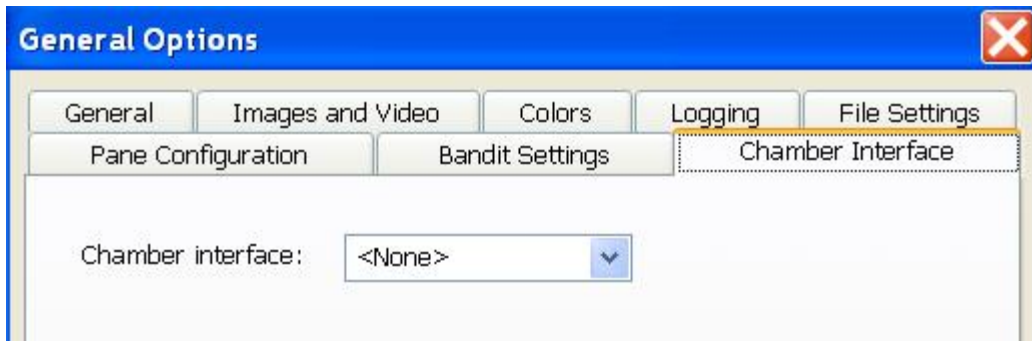 General Options
General Images and Video Colors Logging File Settings
Pane Configuration Bandit Settings Chamber Interface
Chamber interface: <None>